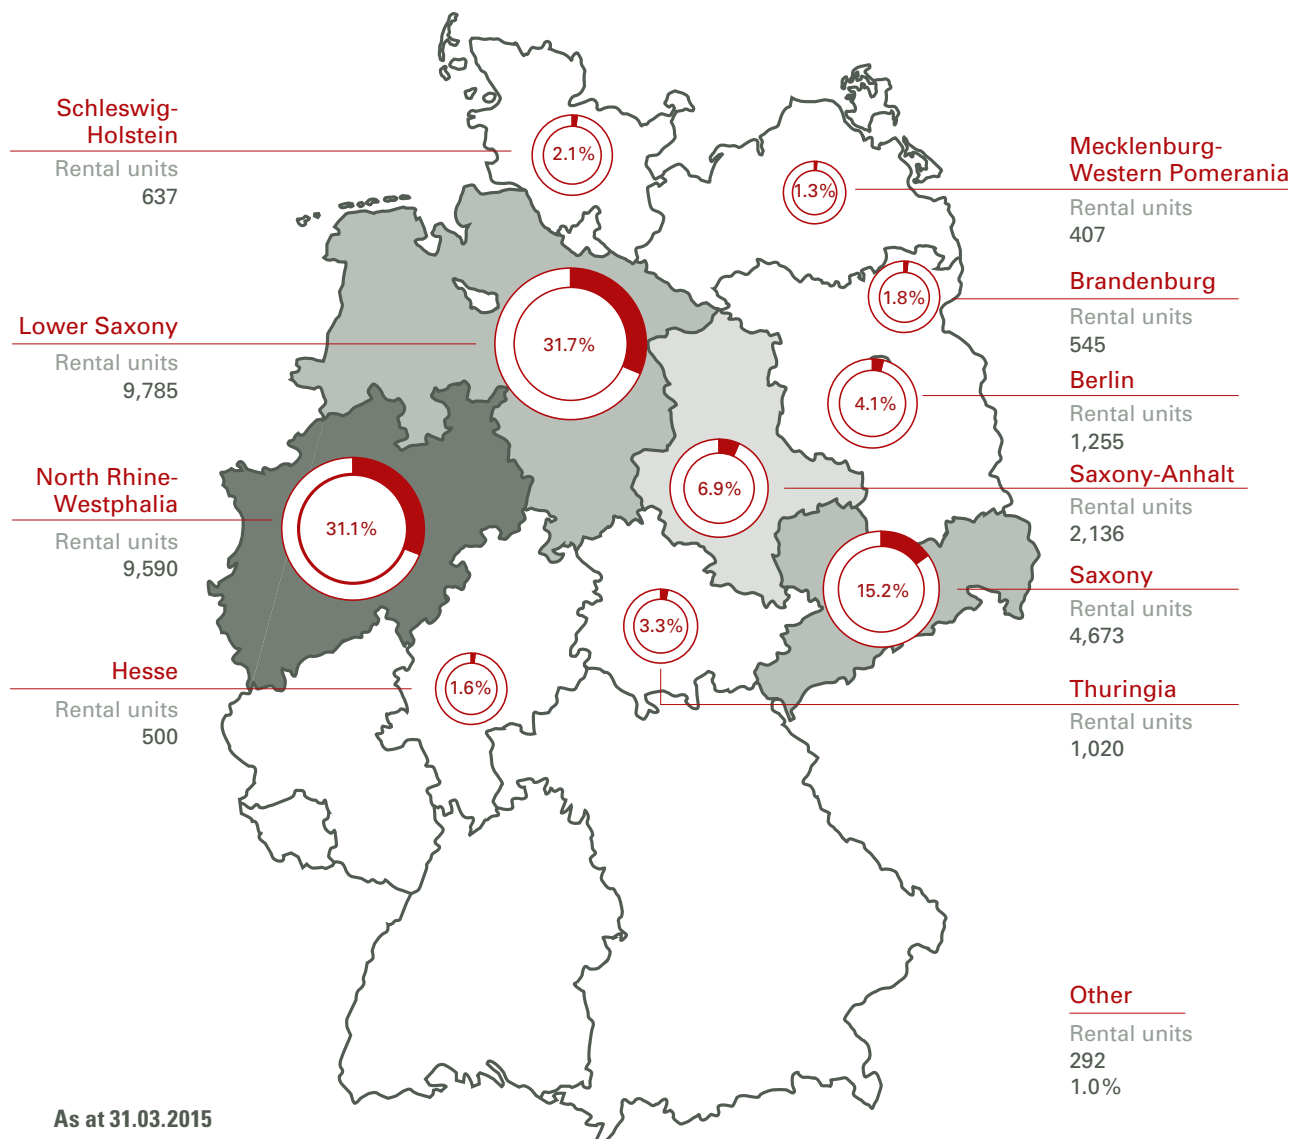 Schleswig-
Holstein
Rental units
637
2.1%
Lower Saxony
Rental units
9,785
31.7%
North Rhine-
Westphalia
Rental units
9,590
31.1%
Hesse
Rental units
500
1.6%
Mecklenburg-
Western Pomerania
Rental units
407
1.3%
Brandenburg
Rental units
545
1.8%
Berlin
Rental units
1,255
4.1%
Saxony-Anhalt
Rental units
2,136
6.9%
Saxony
Rental units
4,673
15.2%
Thuringia
Rental units
1,020
3.3%
Other
Rental units
292
1.0%
As at 31.03.2015